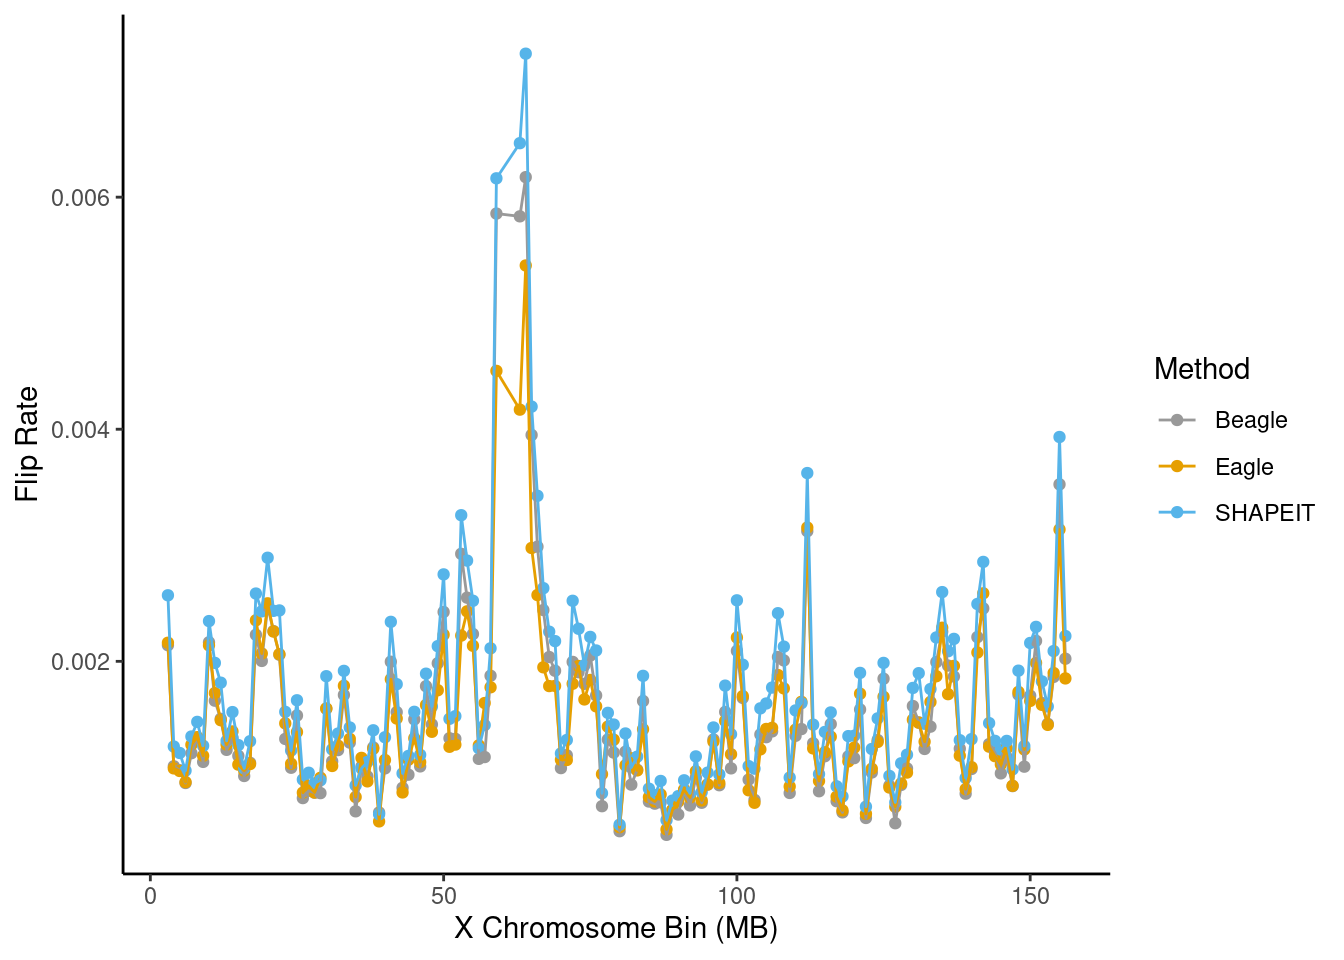 Flip Rate
0.006
0.004
0.002
0
50
100
150
X Chromosome Bin (MB)
Method
Beagle
Eagle
SHAPEIT